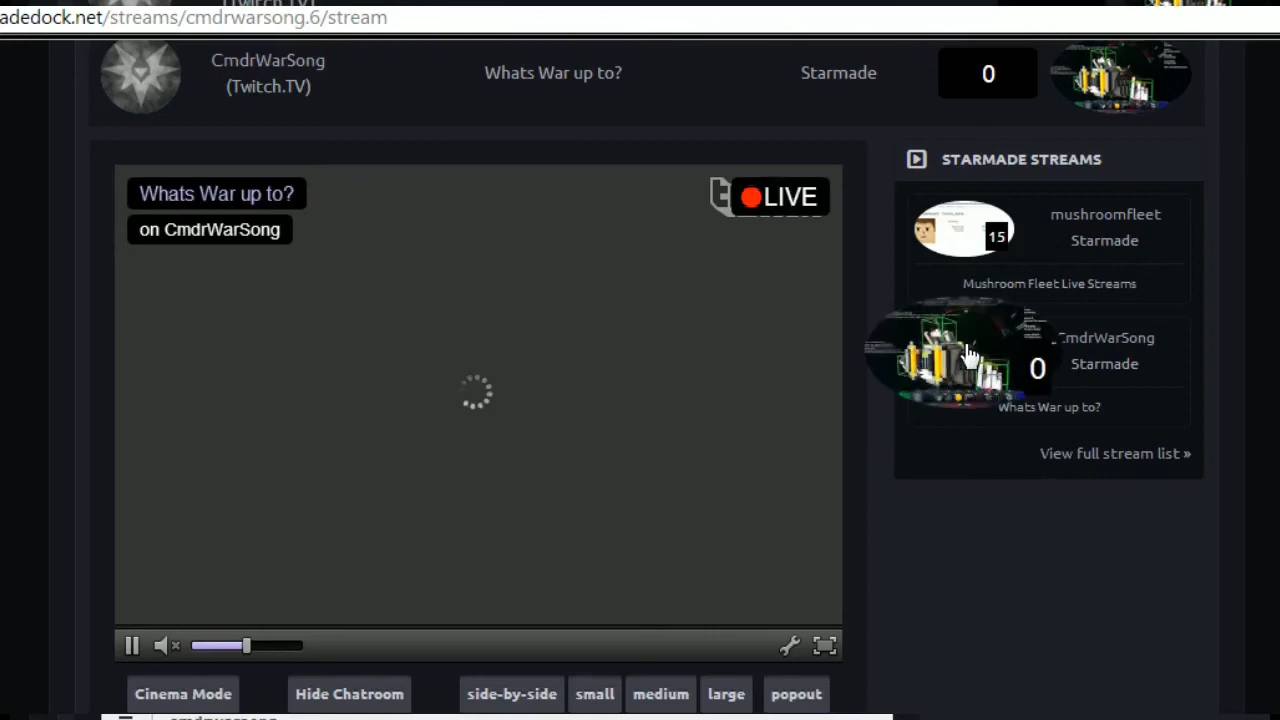 adedock.net/streams/cmdrwarsong.6/stream
CmdrWarSong
(Twitch.TV)
Whats War up to?
Starmade
0
Whats War up to?
on CmdrWarSong
LIVE
STARMADE STREAMS
mushroomfleet
15
Starmade
Mushroom Fleet Live Streams
CmdrWarSong
0
Starmade
Whats War up to?
View full stream list »
Cinema Mode
Hide Chatroom
side-by-side
small
medium
large
popout